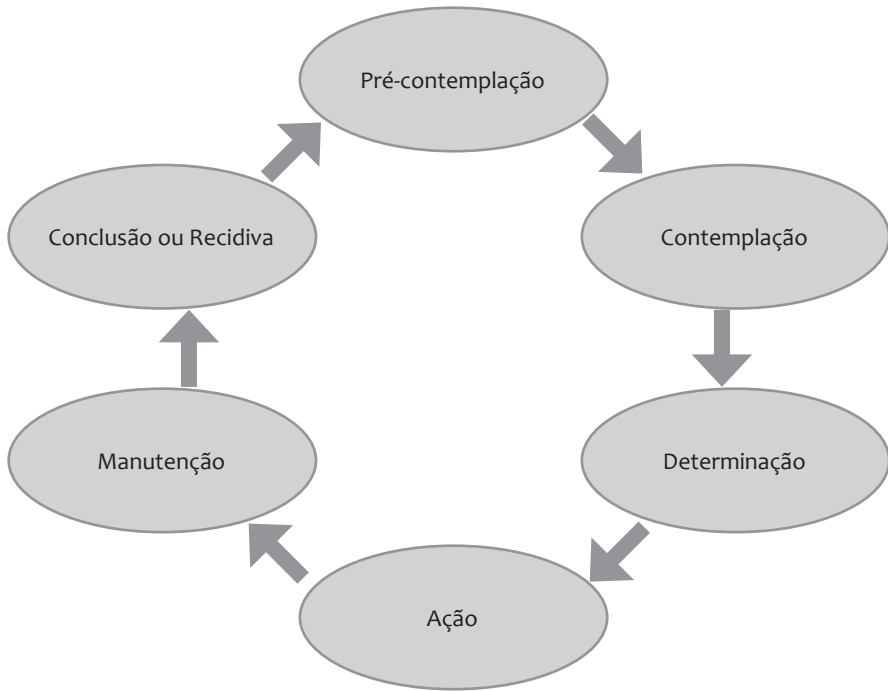 Pré-contemplação
Contemplação
Determinação
Ação
Manutenção
Conclusão ou Recidiva